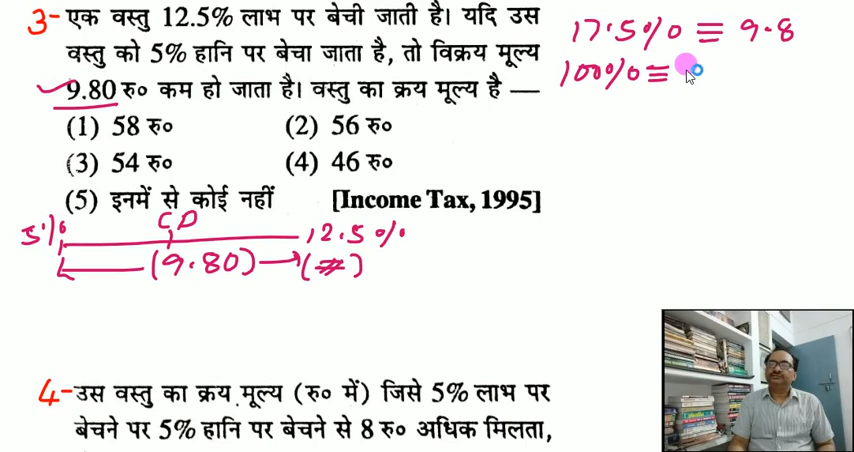 3- एक वस्तु 12.5% लाभ पर बेची जाती है। यदि उस
वस्तु को 5% हानि पर बेचा जाता है, तो विक्रय मूल्य
9.80 रु० कम हो जाता है। वस्तु का क्रय मूल्य है —
(1) 58 रु० (2) 56 रु०
(3) 54 रु० (4) 46 रु०
(5) इनमें से कोई नहीं [Income Tax, 1995]
17.5% ≡ 9.8
100% ≡
5% CP 12.5%
(9.80)
4- उस वस्तु का क्रय मूल्य (रु० में) जिसे 5% लाभ पर
बेचने पर 5% हानि पर बेचने से 8 रु० अधिक मिलता,